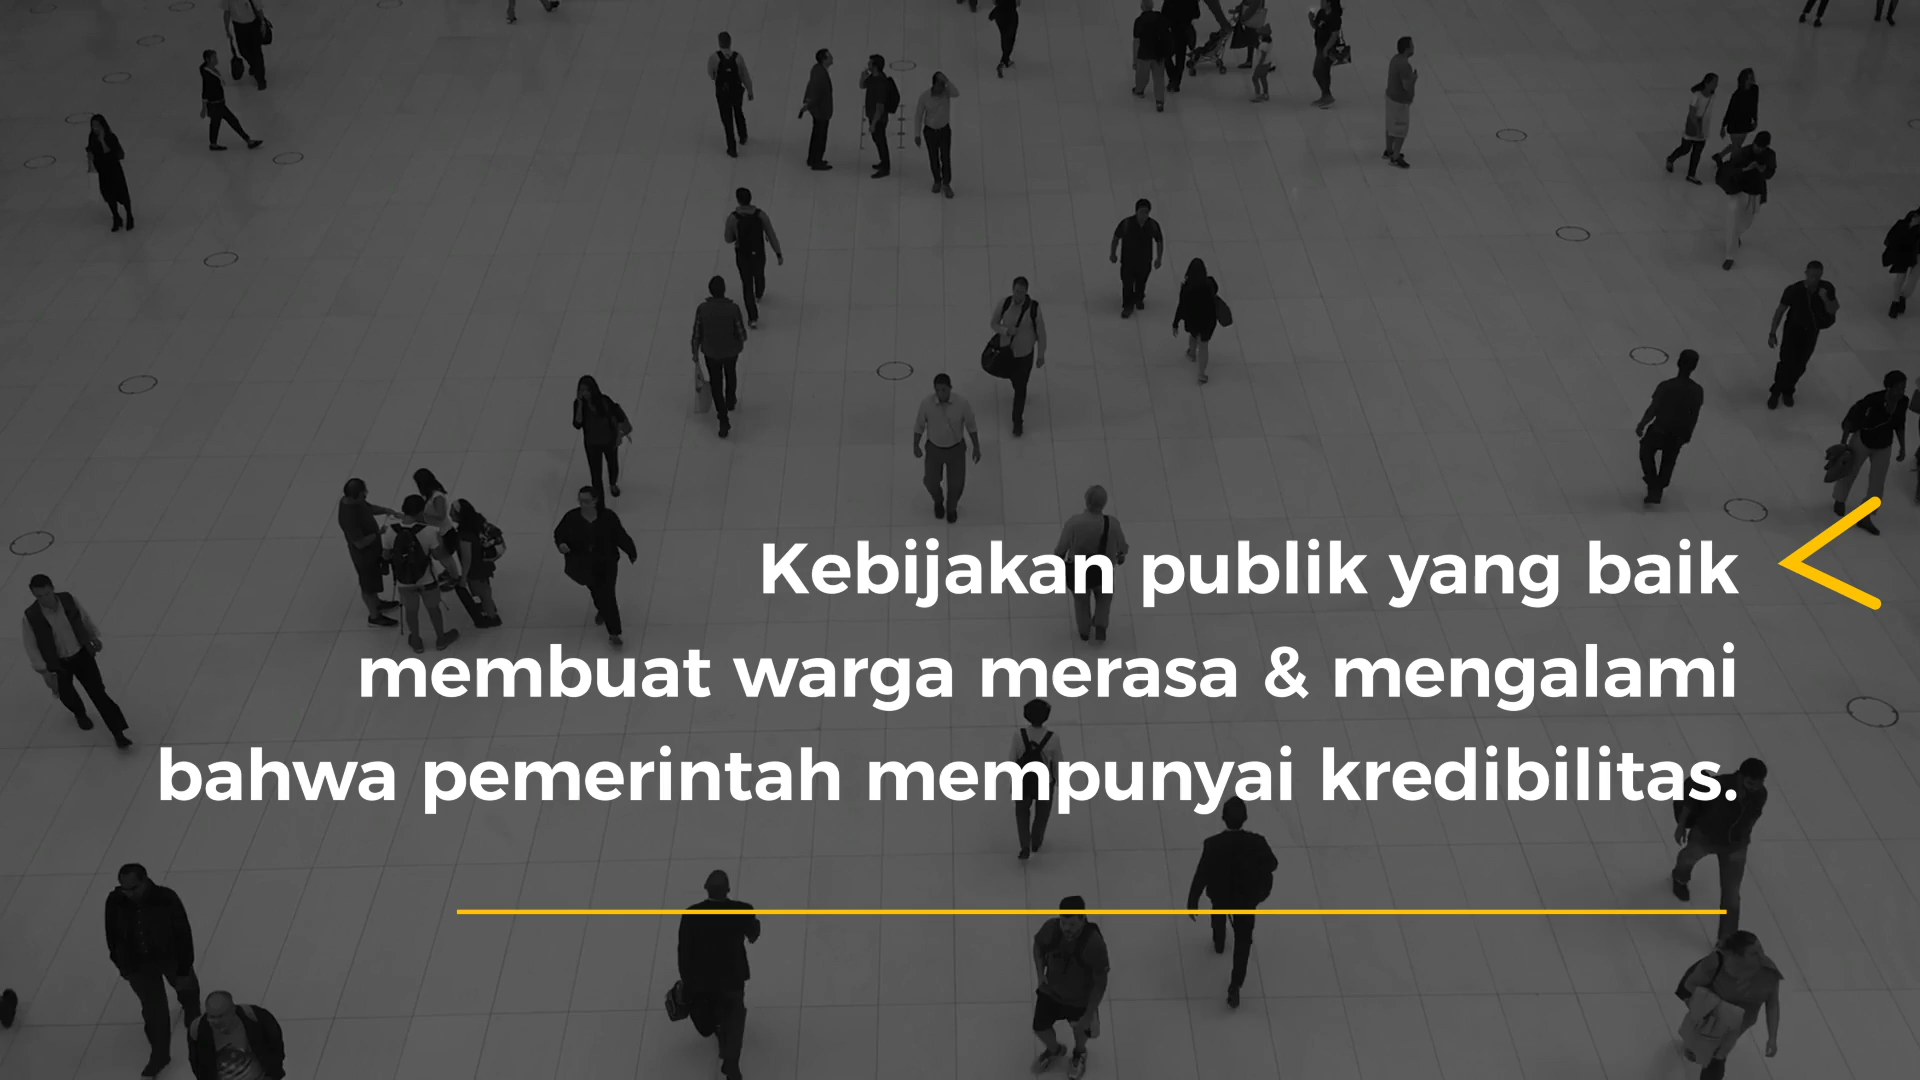 Kebijakan publik yang baik
membuat warga merasa & mengalami
bahwa pemerintah mempunyai kredibilitas.